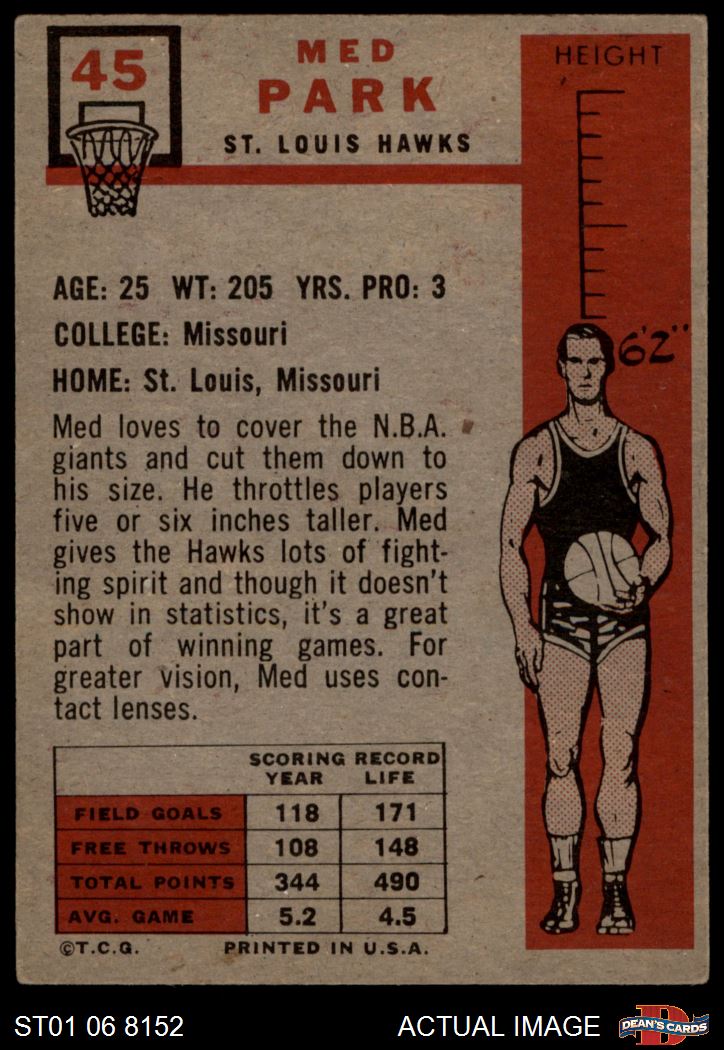 45
MED
PARK
ST. LOUIS HAWKS
HEIGHT
6'2"
AGE: 25 WT: 205 YRS. PRO: 3
COLLEGE: Missouri
HOME: St. Louis, Missouri
Med loves to cover the N.B.A.
giants and cut them down to
his size. He throttles players
five or six inches taller. Med
gives the Hawks lots of fight-
ing spirit and though it doesn't
show in statistics, it's a great
part of winning games. For
greater vision, Med uses con-
tact lenses.
SCORING RECORD
YEAR LIFE
FIELD GOALS 118 171
FREE THROWS 108 148
TOTAL POINTS 344 490
AVG. GAME 5.2 4.5
©T.C.G. PRINTED IN U.S.A.
ST01 06 8152 ACTUAL IMAGE D DEAN'S CARDS